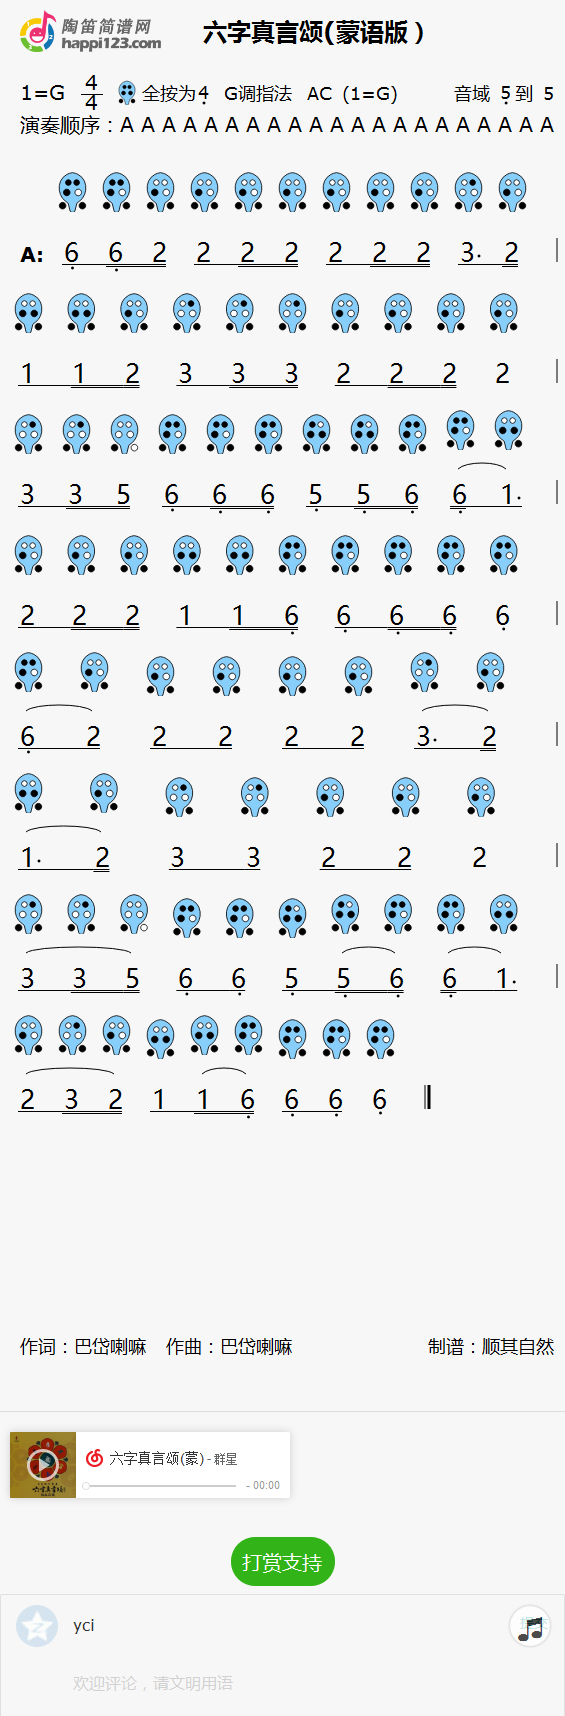 陶笛简谱网
happi123.com
六字真言颂(蒙语版)
1=G 4/4 全按为4̣ G调指法 AC (1=G) 音域 5̣ 到 5
演奏顺序：A A A A A A A A A A A A A A A A A A A A A
A: 6̣ 6̣ 2 2 2 2 2 2 2 3· 2 |
1 1 2 3 3 3 2 2 2 2 |
3 3 5 6̣ 6̣ 6̣ 5̣ 5̣ 6̣ 6̣ 1· |
2 2 2 1 1 6̣ 6̣ 6̣ 6̣ 6̣ |
6̣ 2 2 2 2 2 3· 2 |
1· 2 3 3 2 2 2 |
3 3 5 6̣ 6̣ 5̣ 5̣ 6̣ 6̣ 1· |
2 3 2 1 1 6̣ 6̣ 6̣ 6̣ ‖
作词：巴岱喇嘛 作曲：巴岱喇嘛 制谱：顺其自然
六字真言颂(蒙) - 群星
- 00:00
打赏支持
yci
欢迎评论，请文明用语